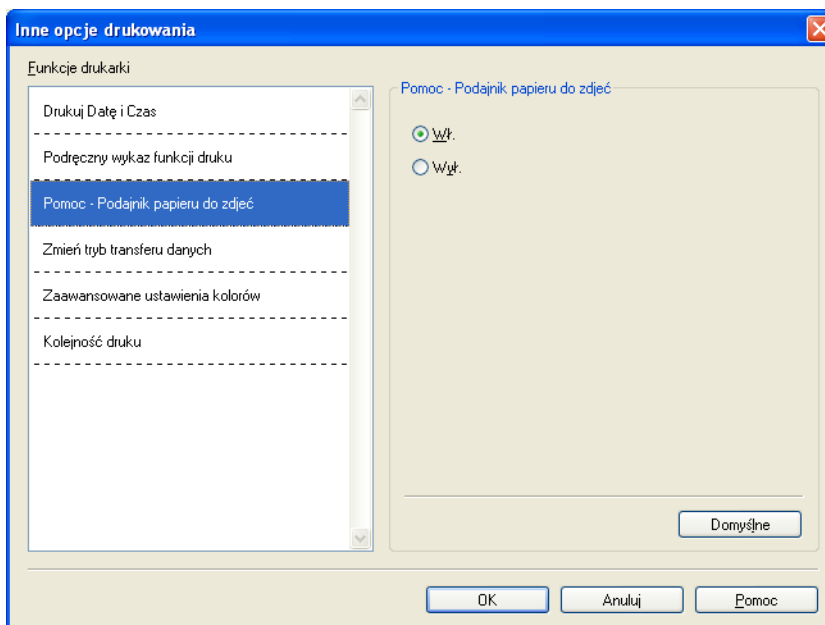 Inne opcje drukowania
Funkcje drukarki
Drukuj Datę i Czas
Podręczny wykaz funkcji druku
Pomoc - Podajnik papieru do zdjęć
Zmień tryb transferu danych
Zaawansowane ustawienia kolorów
Kolejność druku
Pomoc - Podajnik papieru do zdjęć
Wł.
Wył.
Domyślne
OK
Anuluj
Pomoc